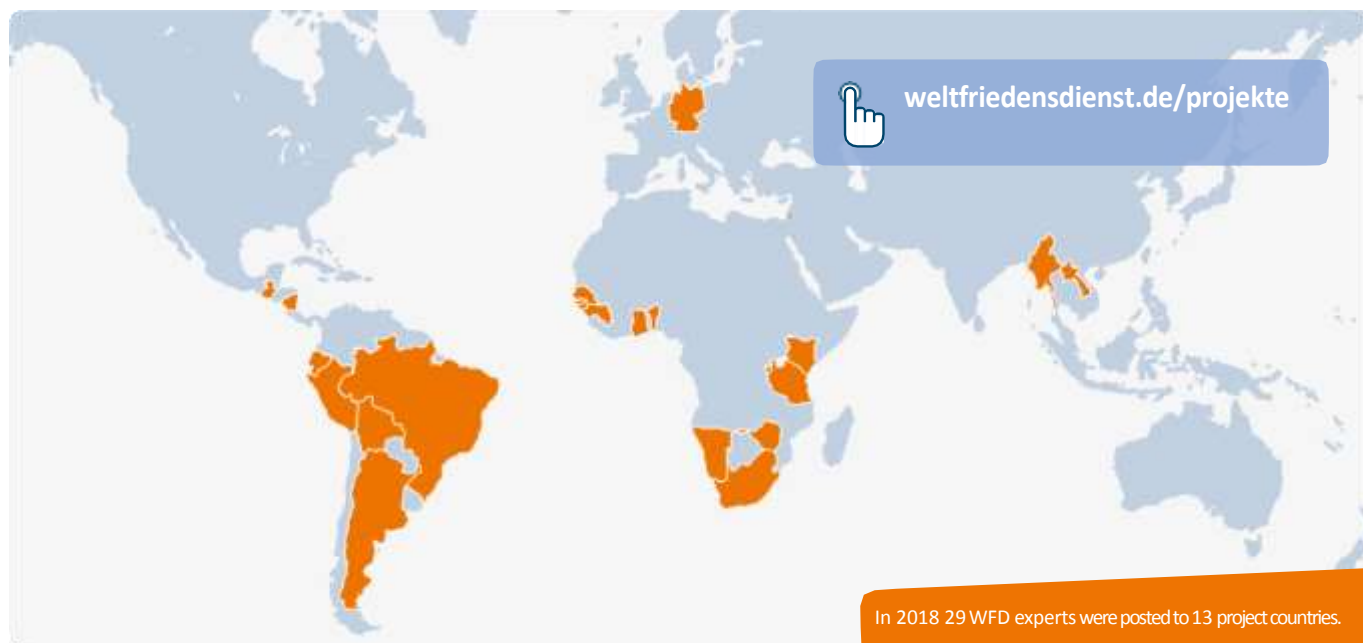 weltfriedensdienst.de/projekte
In 2018 29 WFD experts were posted to 13 project countries.